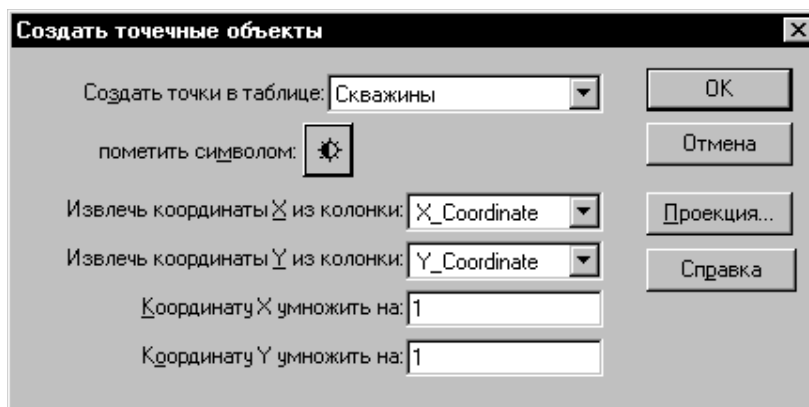 Создать точечные объекты
Создать точки в таблице: Скважины
OK
пометить символом:
Отмена
Извлечь координаты X из колонки: X_Coordinate
Проекция...
Извлечь координаты Y из колонки: Y_Coordinate
Справка
Координату X умножить на: 1
Координату Y умножить на: 1